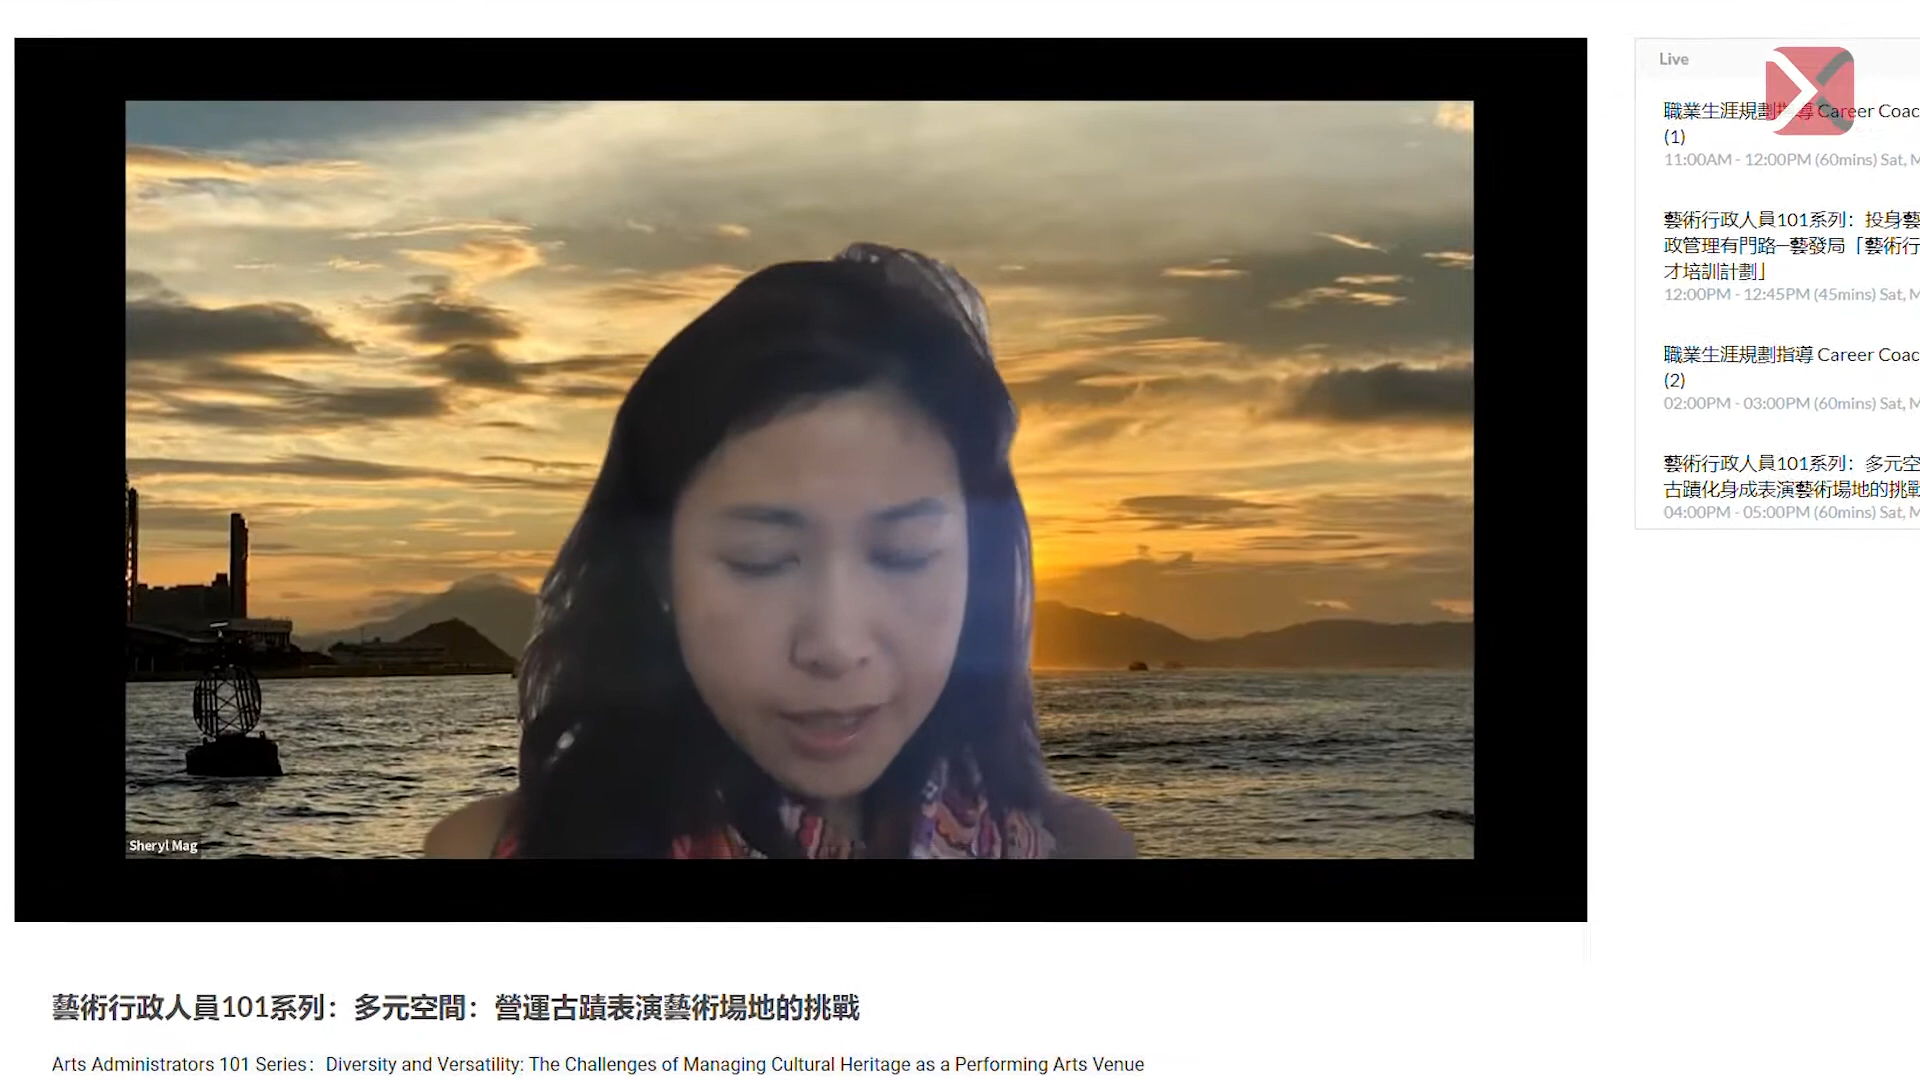 Live
職業生涯規劃指導 Career Coac
(1)
11:00AM - 12:00PM (60mins) Sat, M
藝術行政人員101系列：投身藝
政管理有門路—藝發局「藝術行
才培訓計劃」
12:00PM - 12:45PM (45mins) Sat, M
職業生涯規劃指導 Career Coac
(2)
02:00PM - 03:00PM (60mins) Sat, M
藝術行政人員101系列：多元空
古蹟化身成表演藝術場地的挑戰
04:00PM - 05:00PM (60mins) Sat, M
Sheryl Mag
藝術行政人員101系列：多元空間：營運古蹟表演藝術場地的挑戰
Arts Administrators 101 Series：Diversity and Versatility: The Challenges of Managing Cultural Heritage as a Performing Arts Venue